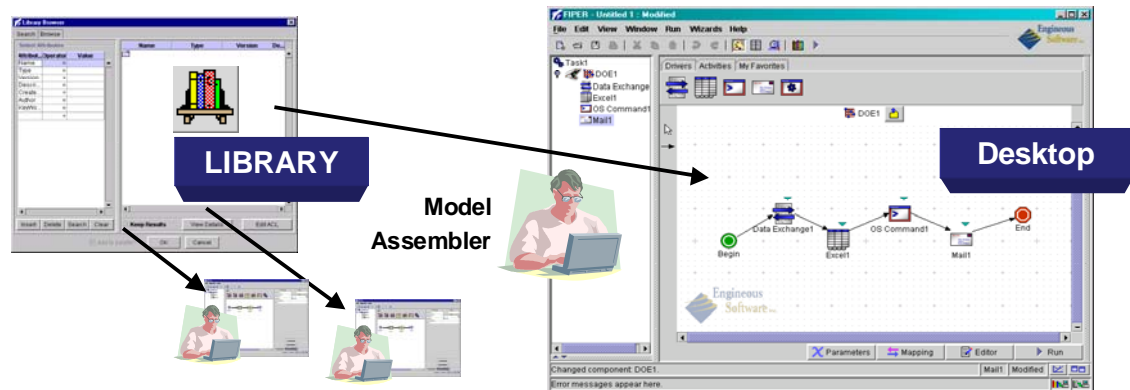 Library Browser
Search Browse
Select Attributes
Attribut... Operator Value
Name =
Type =
Version =
Descri... =
Create... =
Author =
=
Name Type Version De...
LIBRARY
Insert Delete Search Clear
Keep Results View Details Edit ACL
OK Cancel
Model
Assembler
FIPER - Untitled 1 : Modified
File Edit View Window Run Wizards Help
Engineous
Software
Task1
DOE1
Data Exchange
Excel1
OS Command1
Mail1
Drivers Activities My Favorites
DOE1
Desktop
Begin
Data Exchange1
Excel1
OS Command1
Mail1
End
Engineous
Software
Parameters Mapping Editor Run
Changed component DOE1. Mail1 Modified
Error messages appear here.